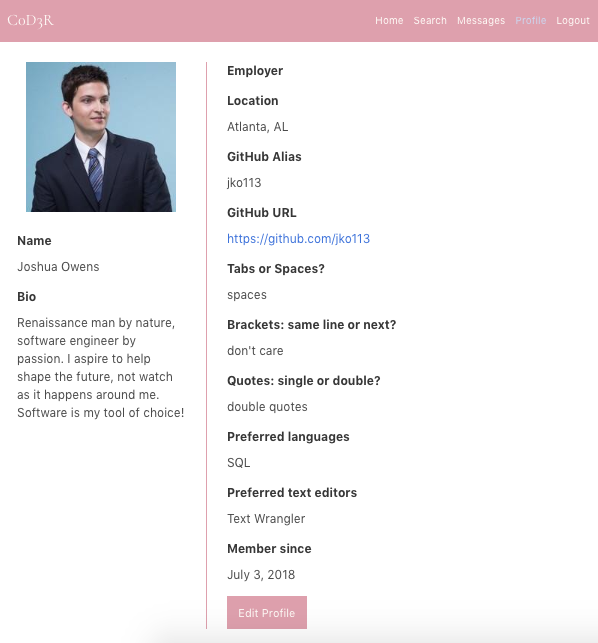 CoD3R
Home Search Messages Profile Logout
Name
Joshua Owens
Bio
Renaissance man by nature,
software engineer by
passion. I aspire to help
shape the future, not watch
as it happens around me.
Software is my tool of choice!
Employer
Location
Atlanta, AL
GitHub Alias
jko113
GitHub URL
https://github.com/jko113
Tabs or Spaces?
spaces
Brackets: same line or next?
don't care
Quotes: single or double?
double quotes
Preferred languages
SQL
Preferred text editors
Text Wrangler
Member since
July 3, 2018
Edit Profile